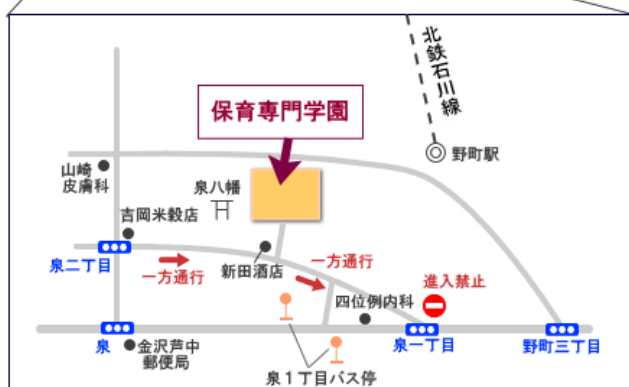 北鉄石川線
保育専門学園
野町駅
山崎
皮膚科
泉八幡
吉岡米穀店
泉二丁目
一方通行
新田酒店
一方通行
進入禁止
四位例内科
泉
金沢芦中
郵便局
泉一丁目
野町三丁目
泉1丁目バス停